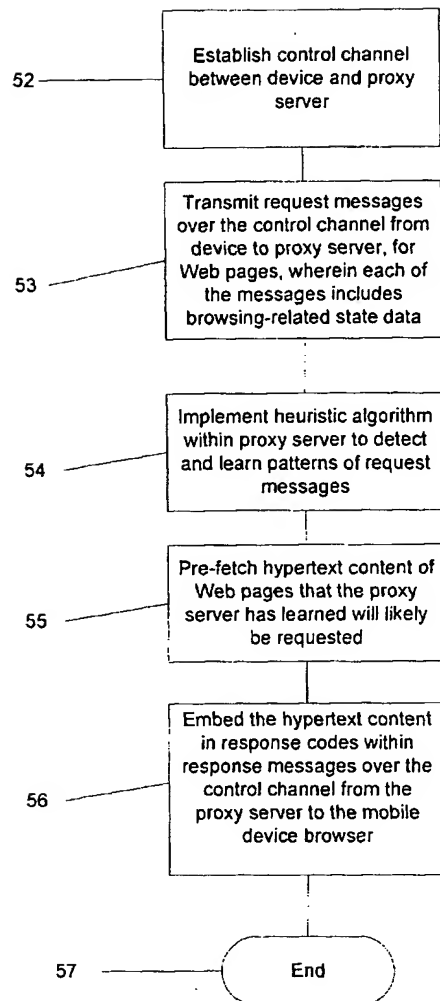 52
Establish control channel
between device and proxy
server
53
Transmit request messages
over the control channel from
device to proxy server, for
Web pages, wherein each of
the messages includes
browsing-related state data
54
Implement heuristic algorithm
within proxy server to detect
and learn patterns of request
messages
55
Pre-fetch hypertext content of
Web pages that the proxy
server has learned will likely
be requested
56
Embed the hypertext content
in response codes within
response messages over the
control channel from the
proxy server to the mobile
device browser
57
End